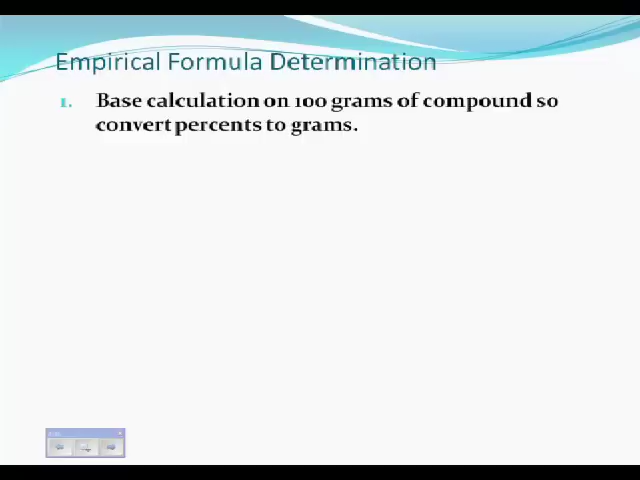 Empirical Formula Determination
1. Base calculation on 100 grams of compound so
convert percents to grams.